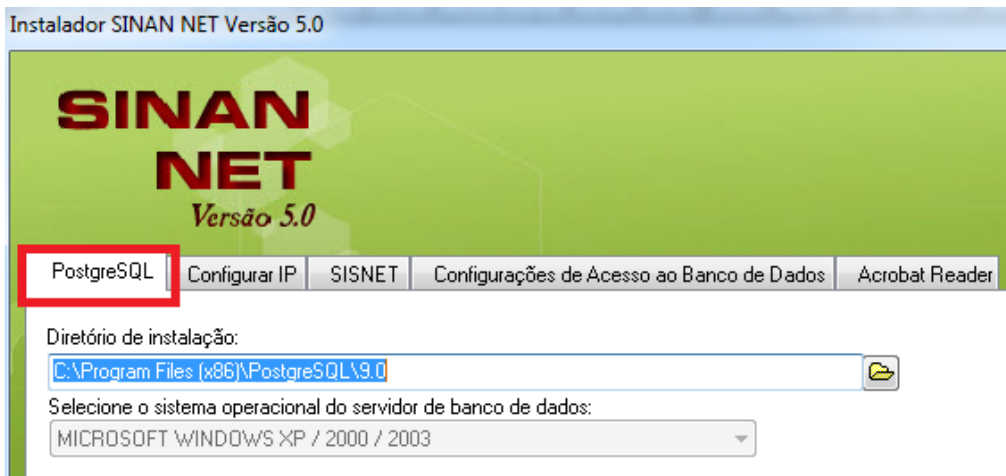 Instalador SINAN NET Versão 5.0
SINAN
NET
Versão 5.0
PostgreSQL Configurar IP SISNET Configurações de Acesso ao Banco de Dados Acrobat Reader
Diretório de instalação:
C:\Program Files (x86)\PostgreSQL\9.0
Selecione o sistema operacional do servidor de banco de dados:
MICROSOFT WINDOWS XP / 2000 / 2003